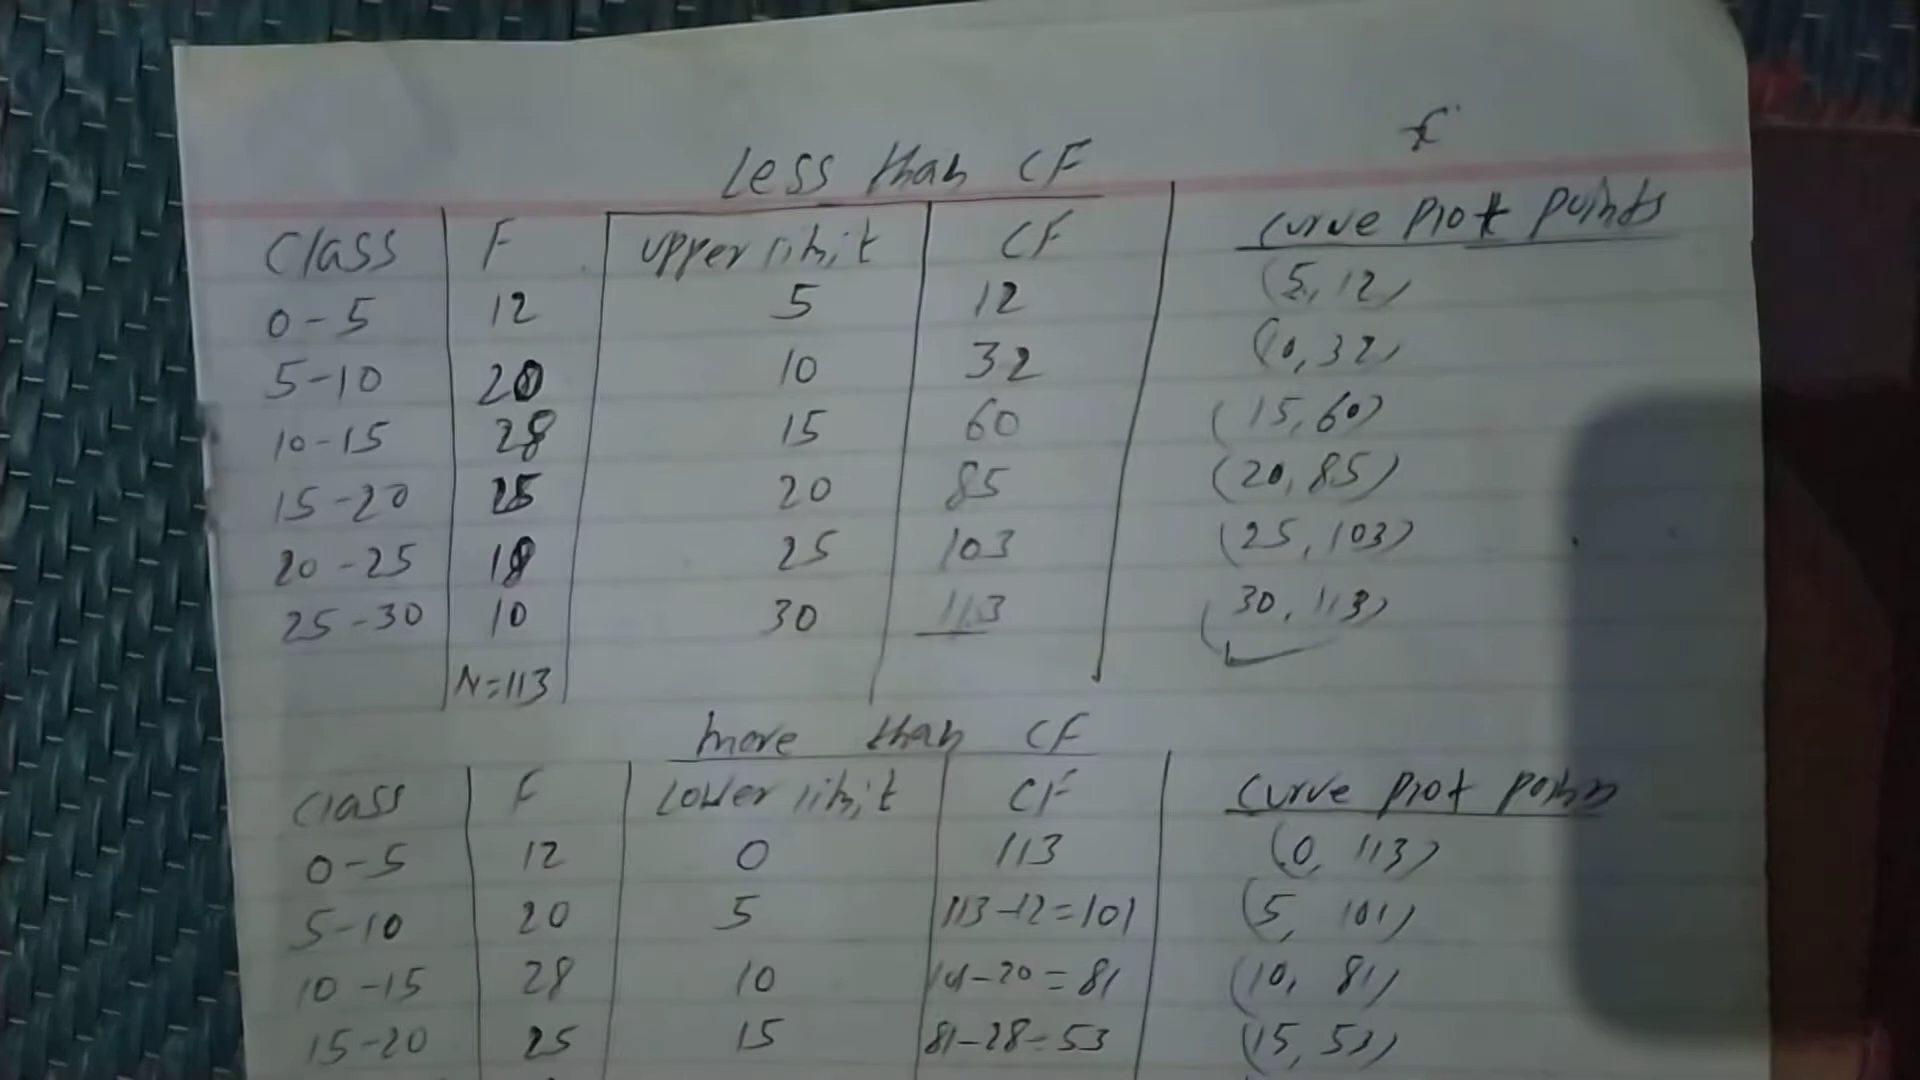 Less than CF
Class F upper limit CF curve plot points
0-5 12 5 12 (5, 12)
5-10 20 10 32 (10, 32)
10-15 28 15 60 (15, 60)
15-20 25 20 85 (20, 85)
20-25 18 25 103 (25, 103)
25-30 10 30 113 (30, 113)
N=113
more than CF
class F Lower limit CF curve plot points
0-5 12 0 113 (0, 113)
5-10 20 5 113-12=101 (5, 101)
10-15 28 10 101-20=81 (10, 81)
15-20 25 15 81-28=53 (15, 53)